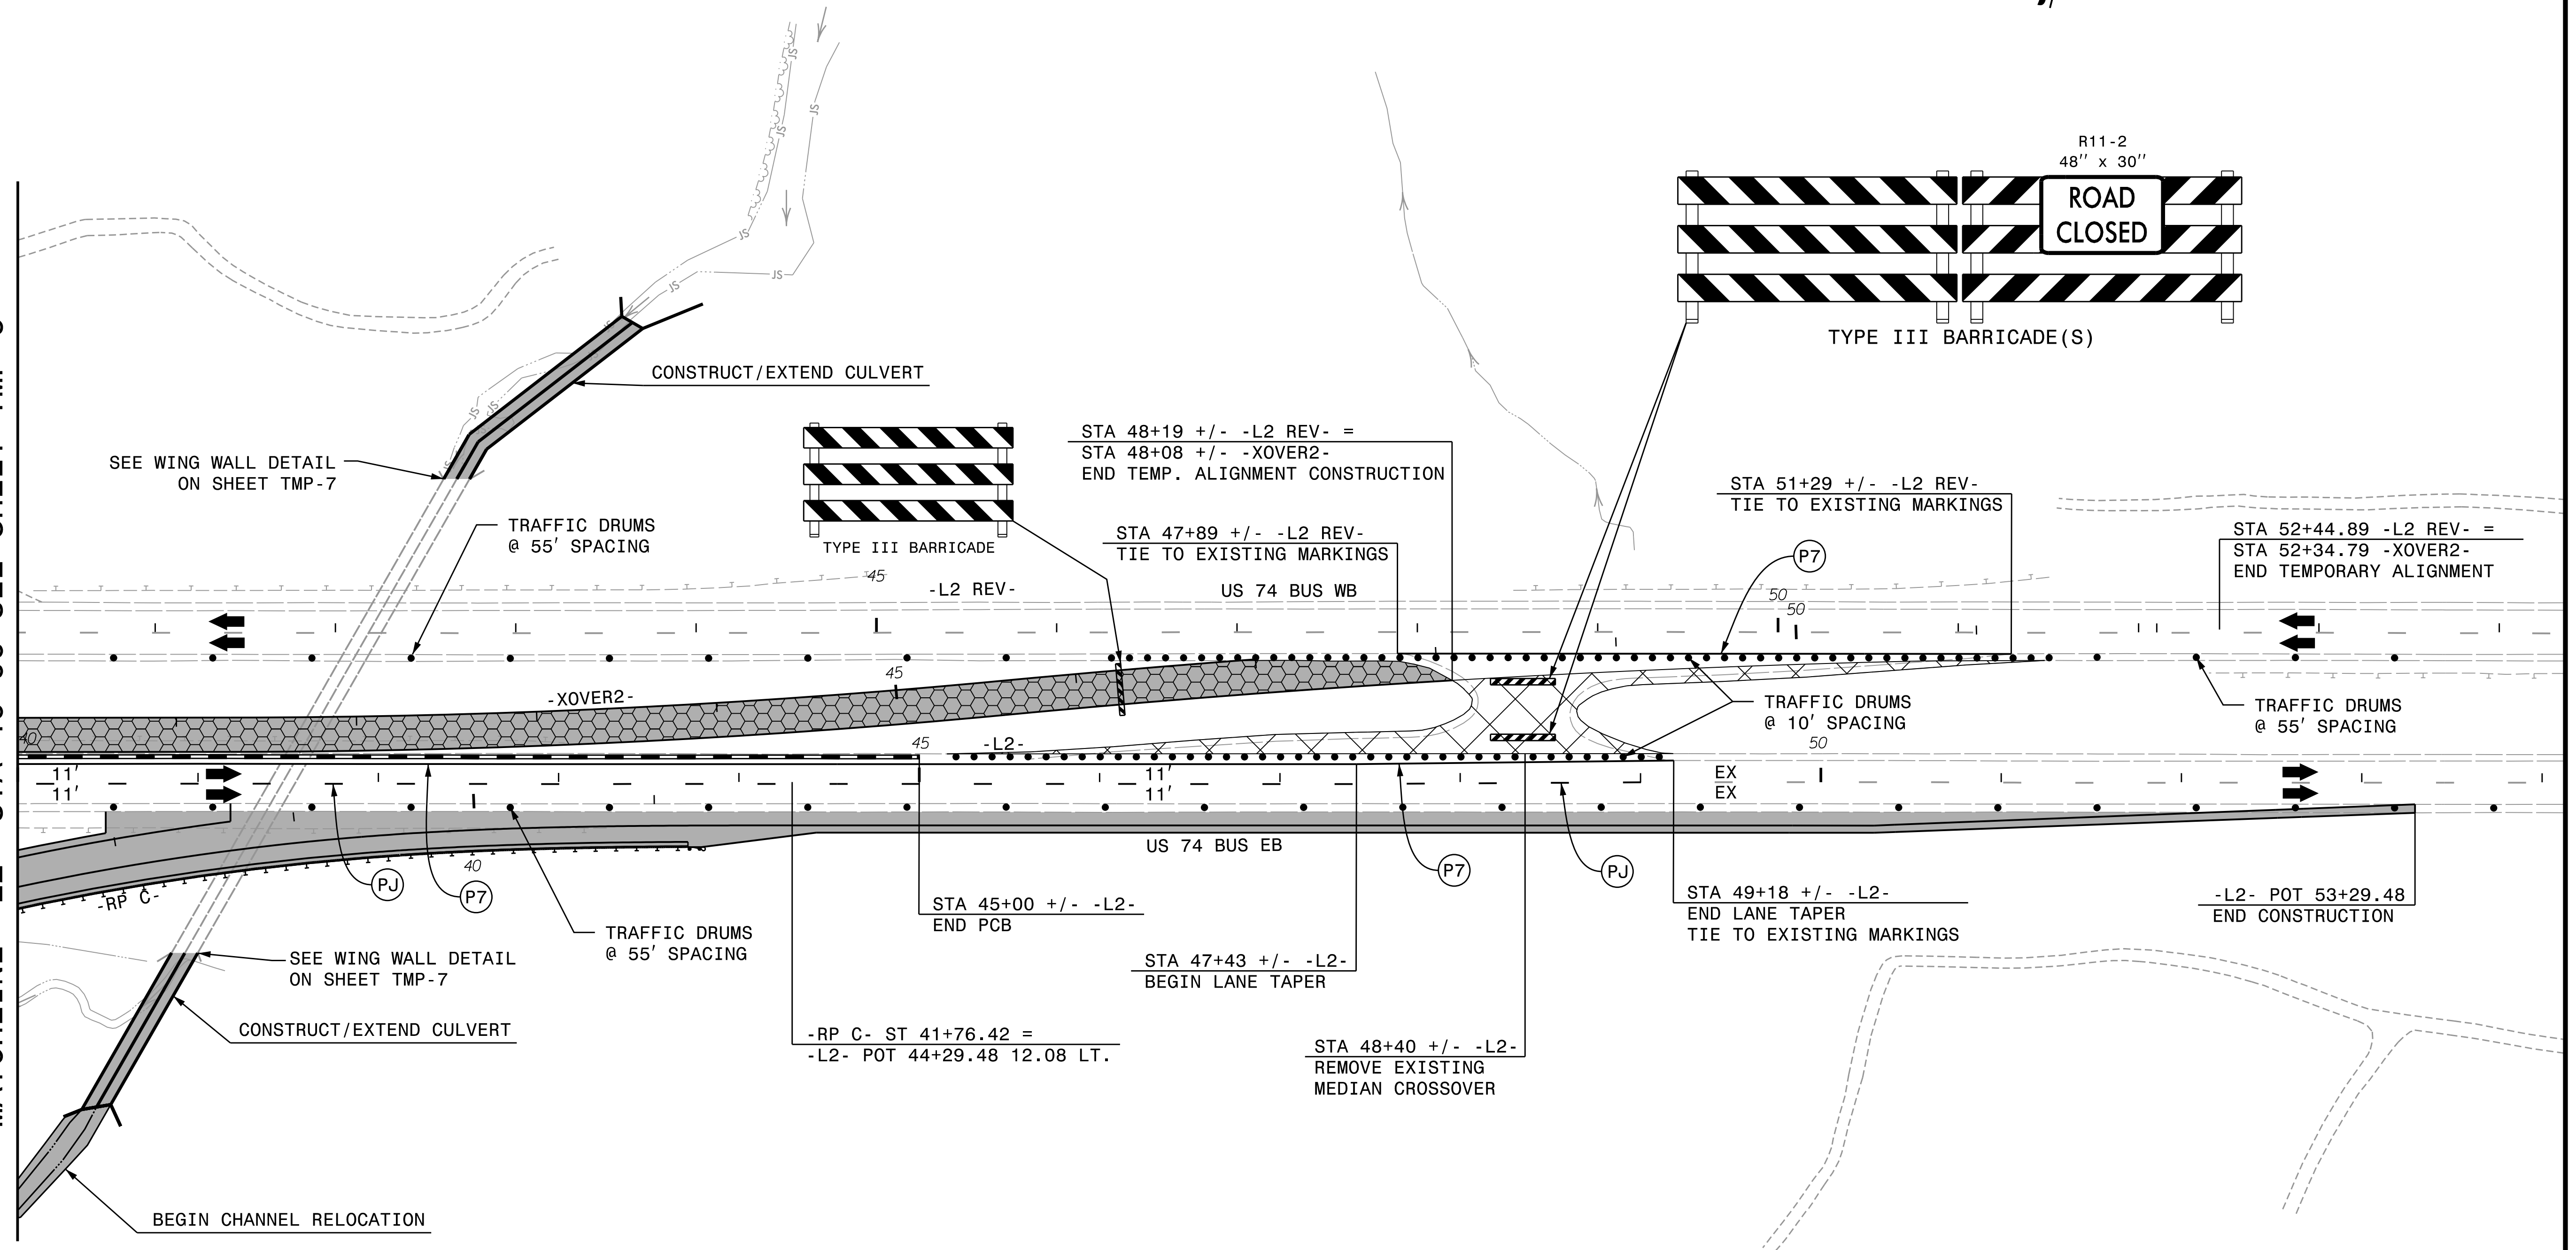 R11-2
48" x 30"
ROAD
CLOSED
TYPE III BARRICADE(S)
JS
JS
JS
JS
JS
JS
JS
JS
CONSTRUCT/EXTEND CULVERT
SEE WING WALL DETAIL
ON SHEET TMP-7
TRAFFIC DRUMS
@ 55' SPACING
TYPE III BARRICADE
STA 48+19 +/- -L2 REV- =
STA 48+08 +/- -XOVER2-
END TEMP. ALIGNMENT CONSTRUCTION
STA 47+89 +/- -L2 REV-
TIE TO EXISTING MARKINGS
STA 51+29 +/- -L2 REV-
TIE TO EXISTING MARKINGS
STA 52+44.89 -L2 REV- =
STA 52+34.79 -XOVER2-
END TEMPORARY ALIGNMENT
P7
45
-L2 REV-
US 74 BUS WB
50
50
-XOVER2-
45
TRAFFIC DRUMS
@ 10' SPACING
TRAFFIC DRUMS
@ 55' SPACING
40
45
-L2-
50
11'
11'
11'
11'
EX
EX
US 74 BUS EB
40
-RP C-
PJ
P7
P7
PJ
TRAFFIC DRUMS
@ 55' SPACING
STA 45+00 +/- -L2-
END PCB
STA 47+43 +/- -L2-
BEGIN LANE TAPER
STA 49+18 +/- -L2-
END LANE TAPER
TIE TO EXISTING MARKINGS
-L2- POT 53+29.48
END CONSTRUCTION
SEE WING WALL DETAIL
ON SHEET TMP-7
CONSTRUCT/EXTEND CULVERT
-RP C- ST 41+76.42 =
-L2- POT 44+29.48 12.08 LT.
STA 48+40 +/- -L2-
REMOVE EXISTING
MEDIAN CROSSOVER
BEGIN CHANNEL RELOCATION